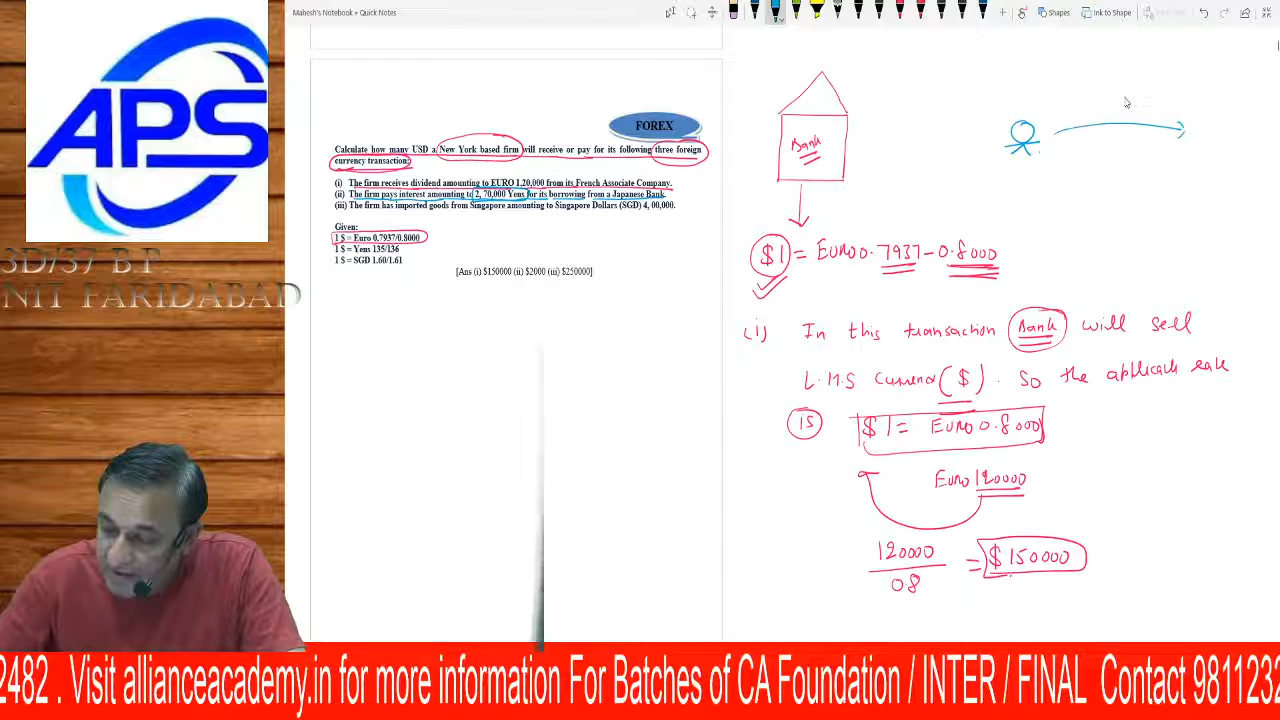 Mahesh's Notebook » Quick Notes
Shapes
Ink to Shape
APS
3D/37 B.P.
NIT FARIDABAD
FOREX
Calculate how many USD a New York based firm will receive or pay for its following three foreign
currency transaction:
(i) The firm receives dividend amounting to EURO 1,20,000 from its French Associate Company.
(ii) The firm pays interest amounting to 2, 70,000 Yens for its borrowing from a Japanese Bank.
(iii) The firm has imported goods from Singapore amounting to Singapore Dollars (SGD) 4, 00,000.
Given:
1 $ = Euro 0.7937/0.8000
1 $ = Yens 135/136
1 $ = SGD 1.60/1.61
[Ans (i) $150000 (ii) $2000 (iii) $250000]
Bank
$1 = EURO 0.7937 - 0.8000
(i) In this transaction Bank will sell
L.H.S currency ($). So the applicable rate
is $1 = EURO 0.8000
EURO 120000
120000
0.8
= $150000
2482 . Visit allianceacademy.in for more information For Batches of CA Foundation / INTER / FINAL Contact 9811232